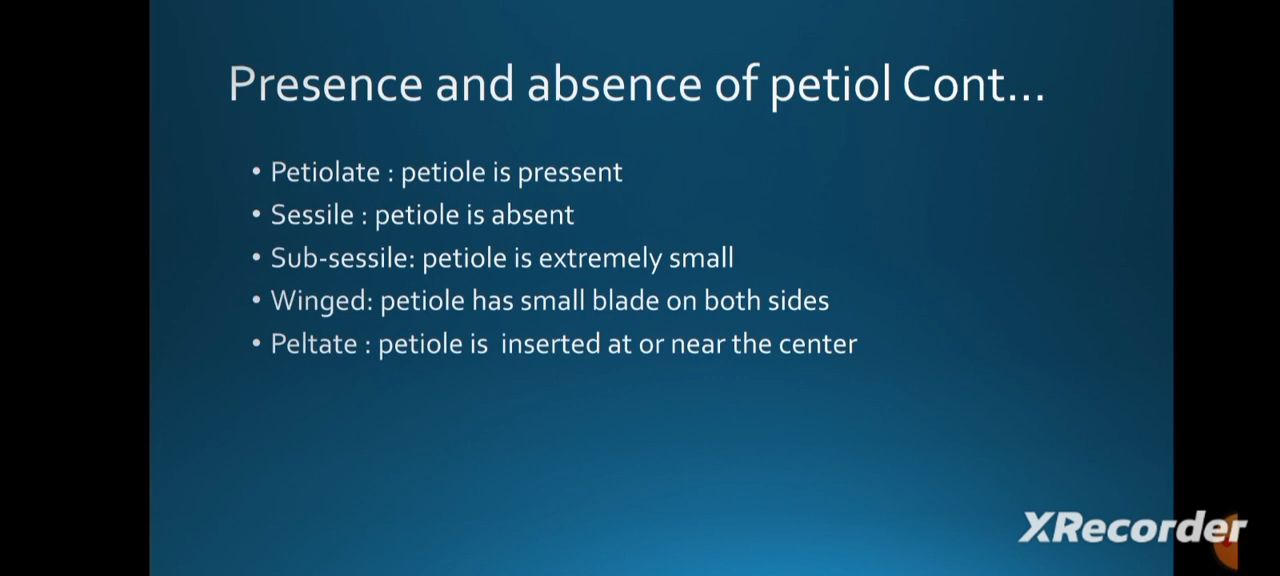 Presence and absence of petiol Cont...
• Petiolate : petiole is pressent
• Sessile : petiole is absent
• Sub-sessile: petiole is extremely small
• Winged: petiole has small blade on both sides
• Peltate : petiole is  inserted at or near the center
XRecorder